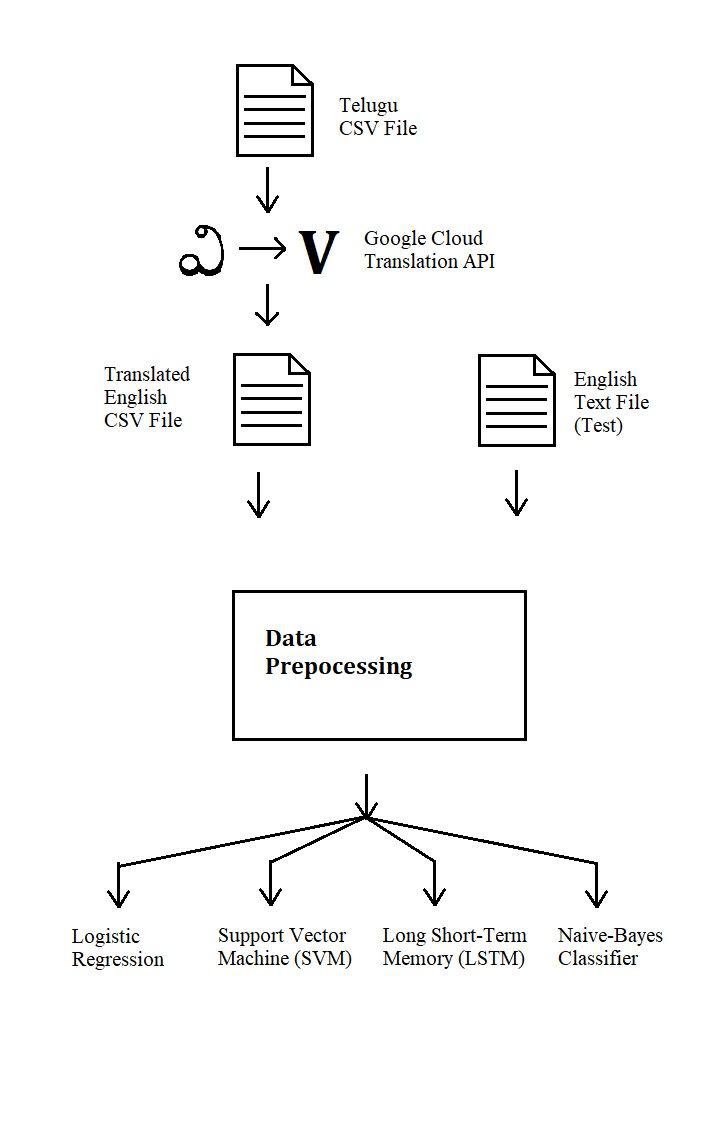 Telugu
CSV File
ఎ
V
Google Cloud
Translation API
Translated
English
CSV File
English
Text File
(Test)
Data
Prepocessing
Logistic
Regression
Support Vector
Machine (SVM)
Long Short-Term
Memory (LSTM)
Naive-Bayes
Classifier